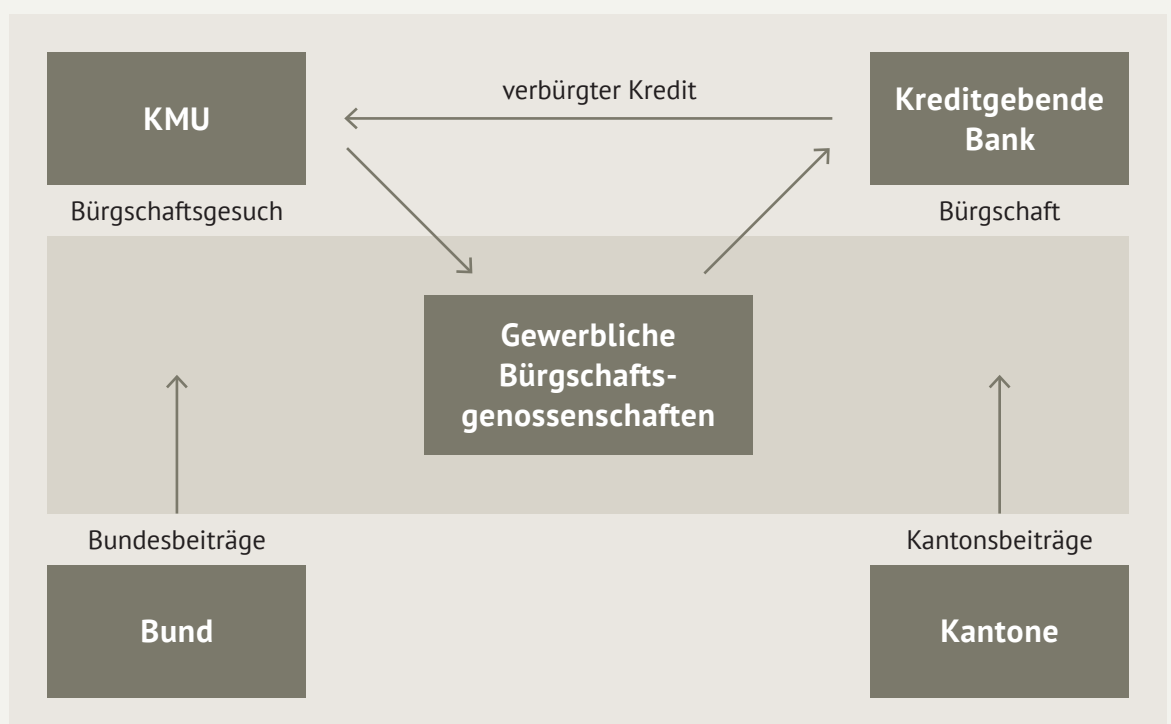 KMU
verbürgter Kredit
Kreditgebende
Bank
Bürgschaftsgesuch
Bürgschaft
Gewerbliche
Bürgschafts-
genossenschaften
Bundesbeiträge
Kantonsbeiträge
Bund
Kantone